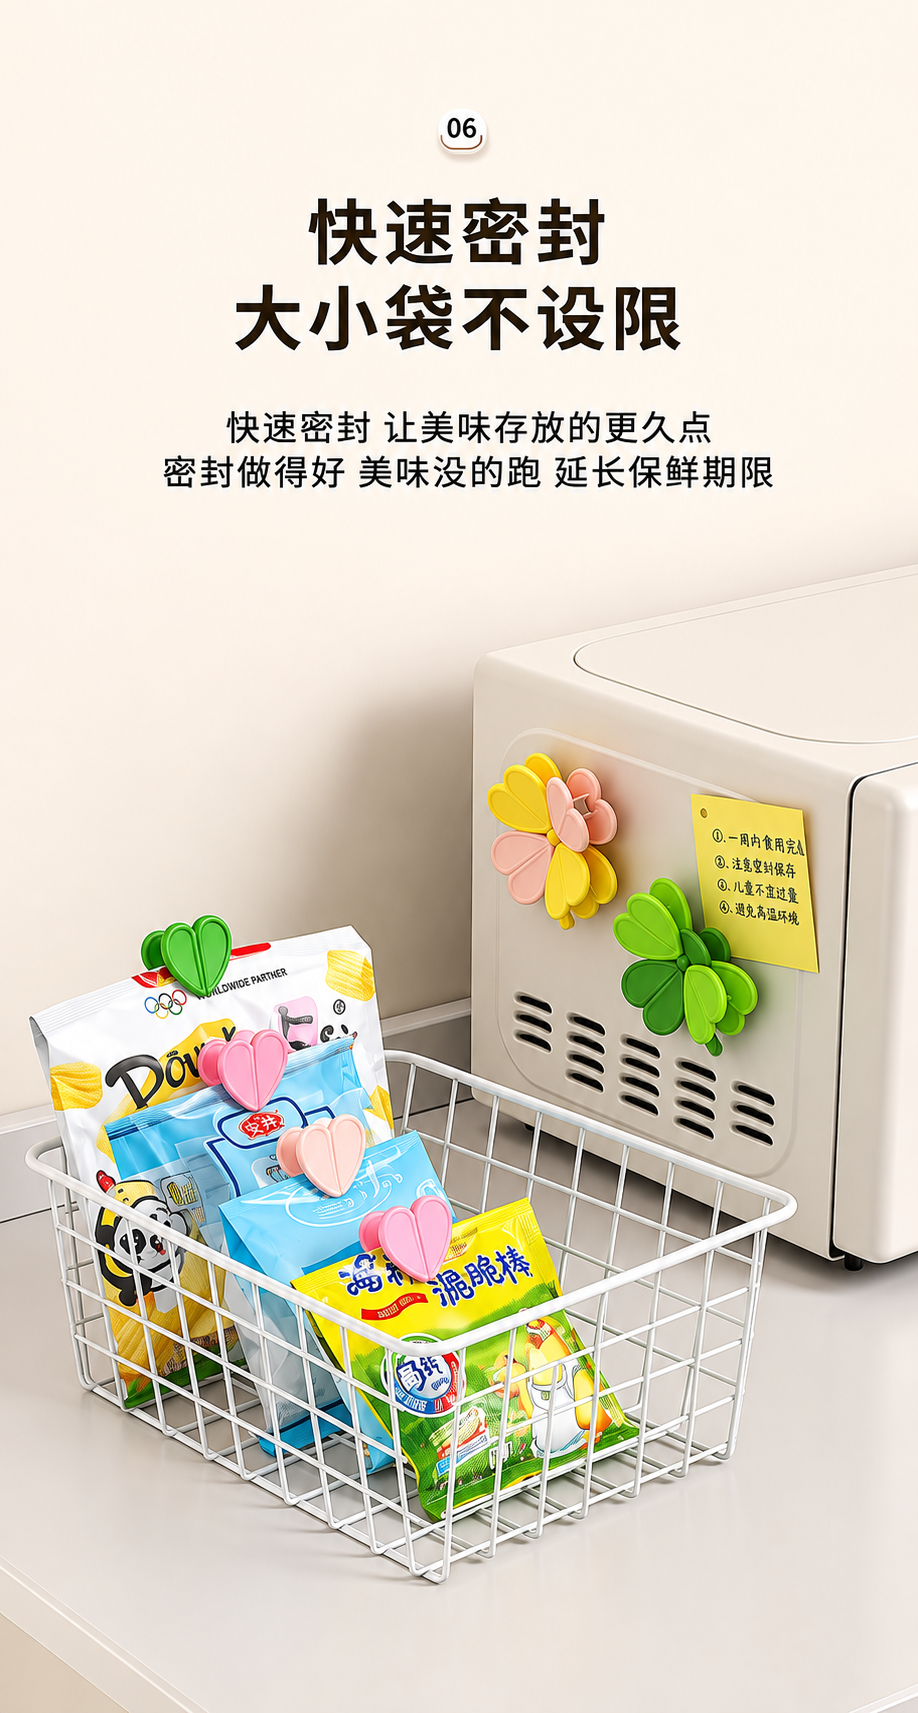 06
快速密封
大小袋不设限
快速密封 让美味存放的更久点
密封做得好 美味没的跑 延长保鲜期限
①.一周内食用完
②.注意密封保存
④.儿童不宜过量
④.避免高温环境
WORLDWIDE PARTNER
安井
脆脆棒